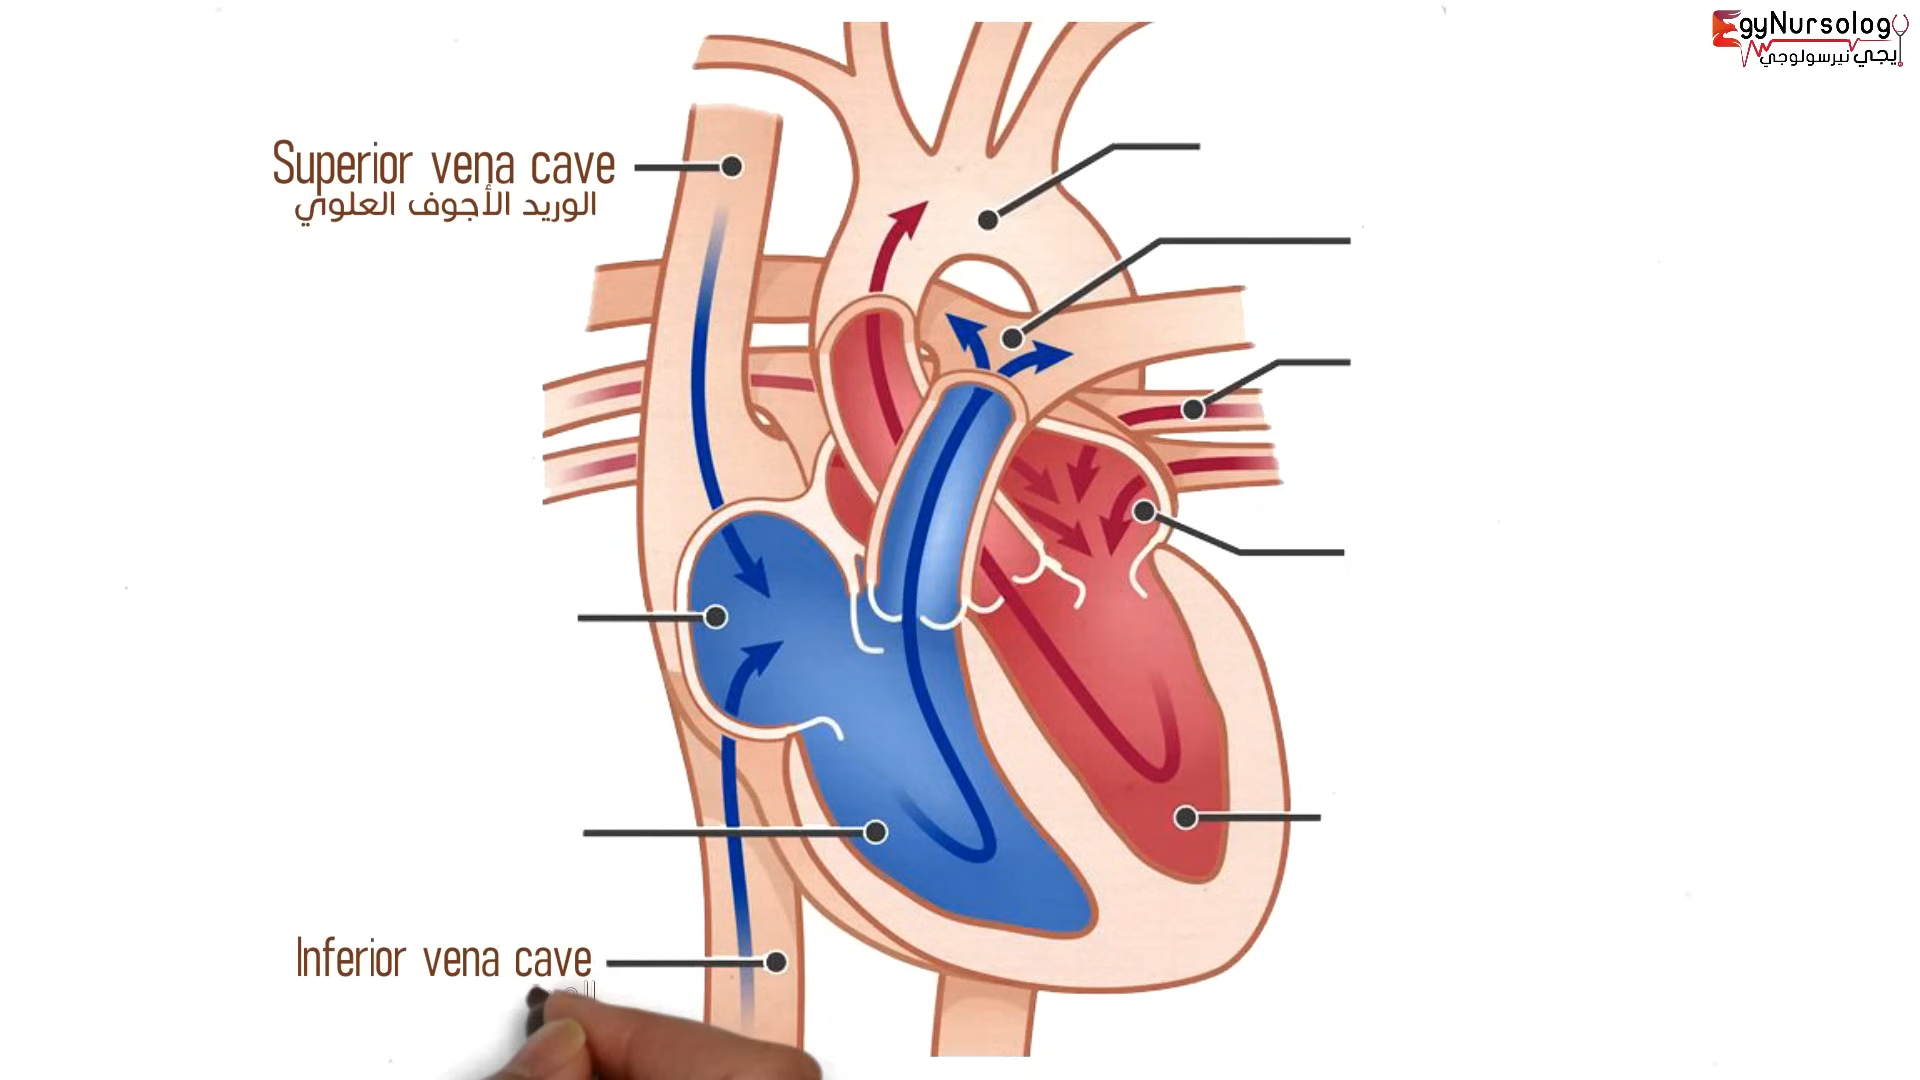 EgyNursology
إيجي نيرسولوجي
Superior vena cave
الوريد الأجوف العلوي
Inferior vena cave